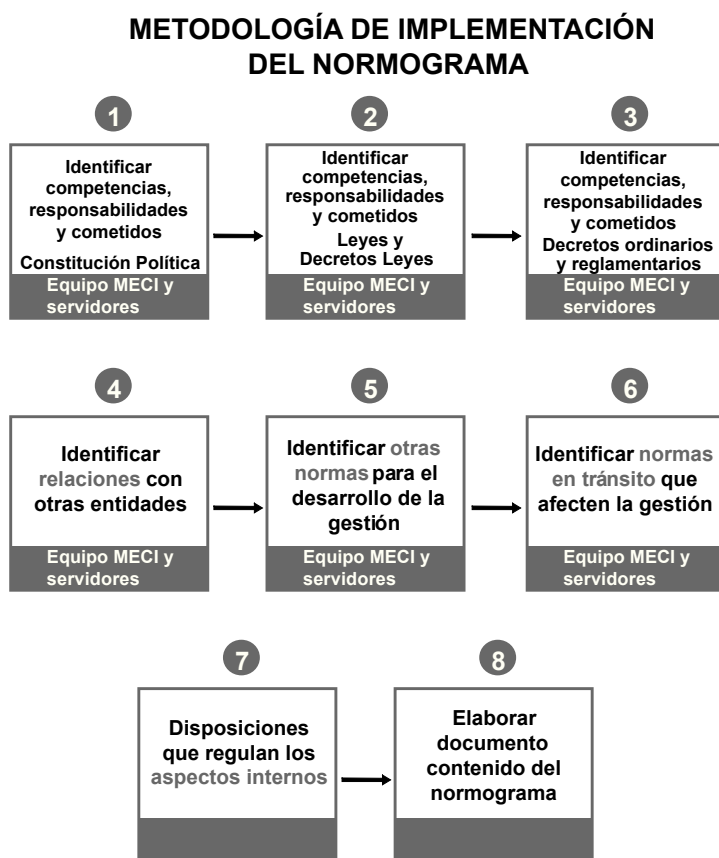 METODOLOGÍA DE IMPLEMENTACIÓN
DEL NORMOGRAMA
1
Identificar
competencias,
responsabilidades
y cometidos
Constitución Política
Equipo MECI y
servidores
2
Identificar
competencias,
responsabilidades
y cometidos
Leyes y
Decretos Leyes
Equipo MECI y
servidores
3
Identificar
competencias,
responsabilidades
y cometidos
Decretos ordinarios
y reglamentarios
Equipo MECI y
servidores
4
Identificar
relaciones con
otras entidades
Equipo MECI y
servidores
5
Identificar otras
normas para el
desarrollo de la
gestión
Equipo MECI y
servidores
6
Identificar normas
en tránsito que
afecten la gestión
Equipo MECI y
servidores
7
Disposiciones
que regulan los
aspectos internos
8
Elaborar
documento
contenido del
normograma